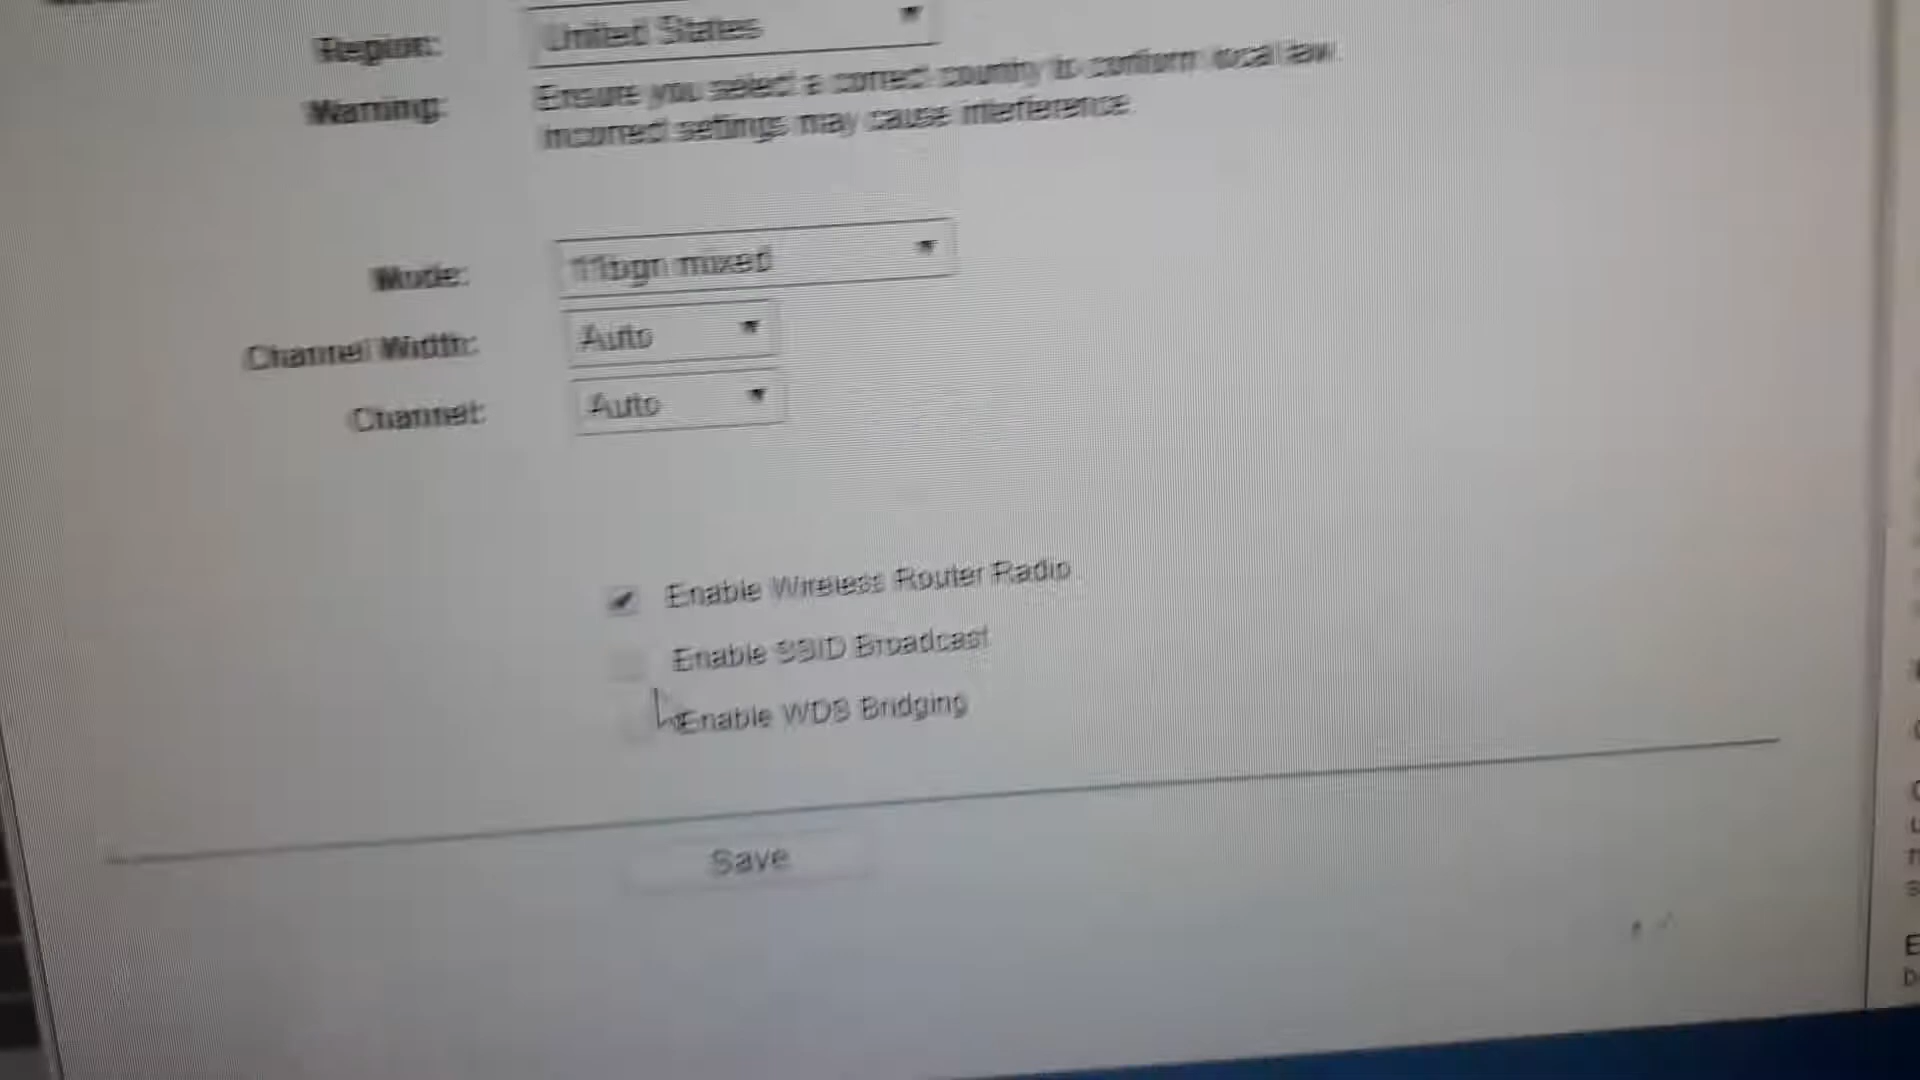 Region: United States
Warning: Ensure you select a correct country to conform local law.
Incorrect settings may cause interference.
Mode: 11bgn mixed
Channel Width: Auto
Channel: Auto
Enable Wireless Router Radio
Enable SSID Broadcast
Enable WDS Bridging
Save